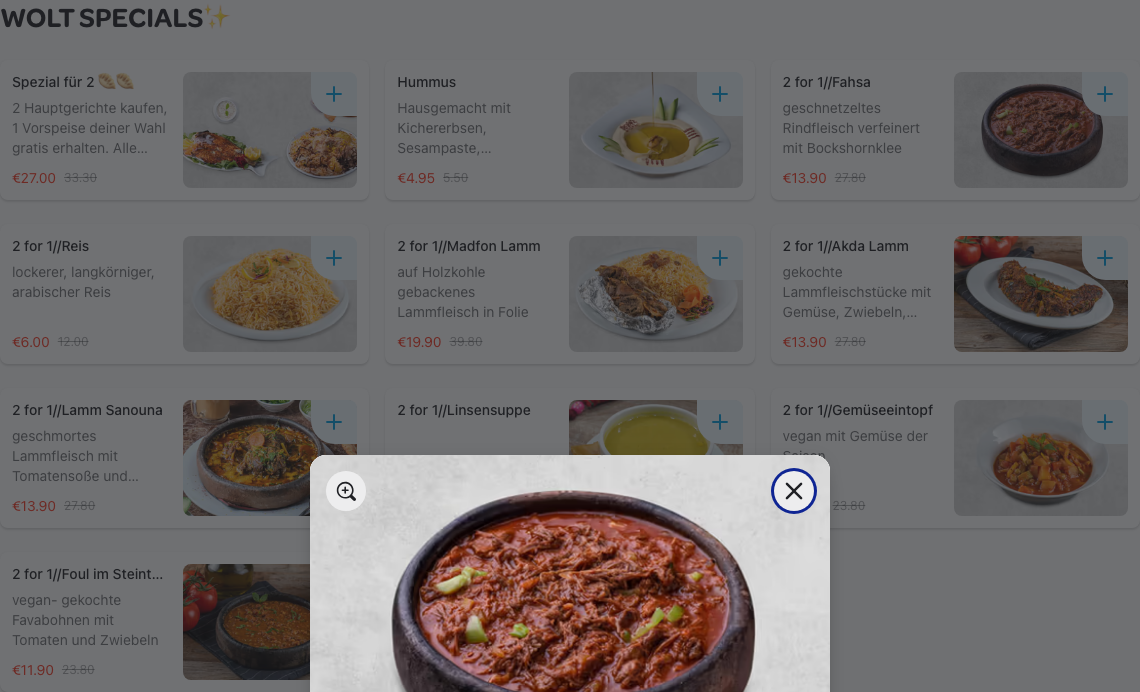 WOLT SPECIALS✨
Spezial für 2 🥟🥟
2 Hauptgerichte kaufen,
1 Vorspeise deiner Wahl
gratis erhalten. Alle...
€27.00 33.30
Hummus
Hausgemacht mit
Kichererbsen,
Sesampaste,...
€4.95 5.50
2 for 1//Fahsa
geschnetzeltes
Rindfleisch verfeinert
mit Bockshornklee
€13.90 27.80
2 for 1//Reis
lockerer, langkörniger,
arabischer Reis
€6.00 12.00
2 for 1//Madfon Lamm
auf Holzkohle
gebackenes
Lammfleisch in Folie
€19.90 39.80
2 for 1//Akda Lamm
gekochte
Lammfleischstücke mit
Gemüse, Zwiebeln,...
€13.90 27.80
2 for 1//Lamm Sanouna
geschmortes
Lammfleisch mit
Tomatensoße und...
€13.90 27.80
2 for 1//Linsensuppe
2 for 1//Gemüseeintopf
vegan mit Gemüse der
Saison
23.80
2 for 1//Foul im Steint...
vegan- gekochte
Favabohnen mit
Tomaten und Zwiebeln
€11.90 23.80